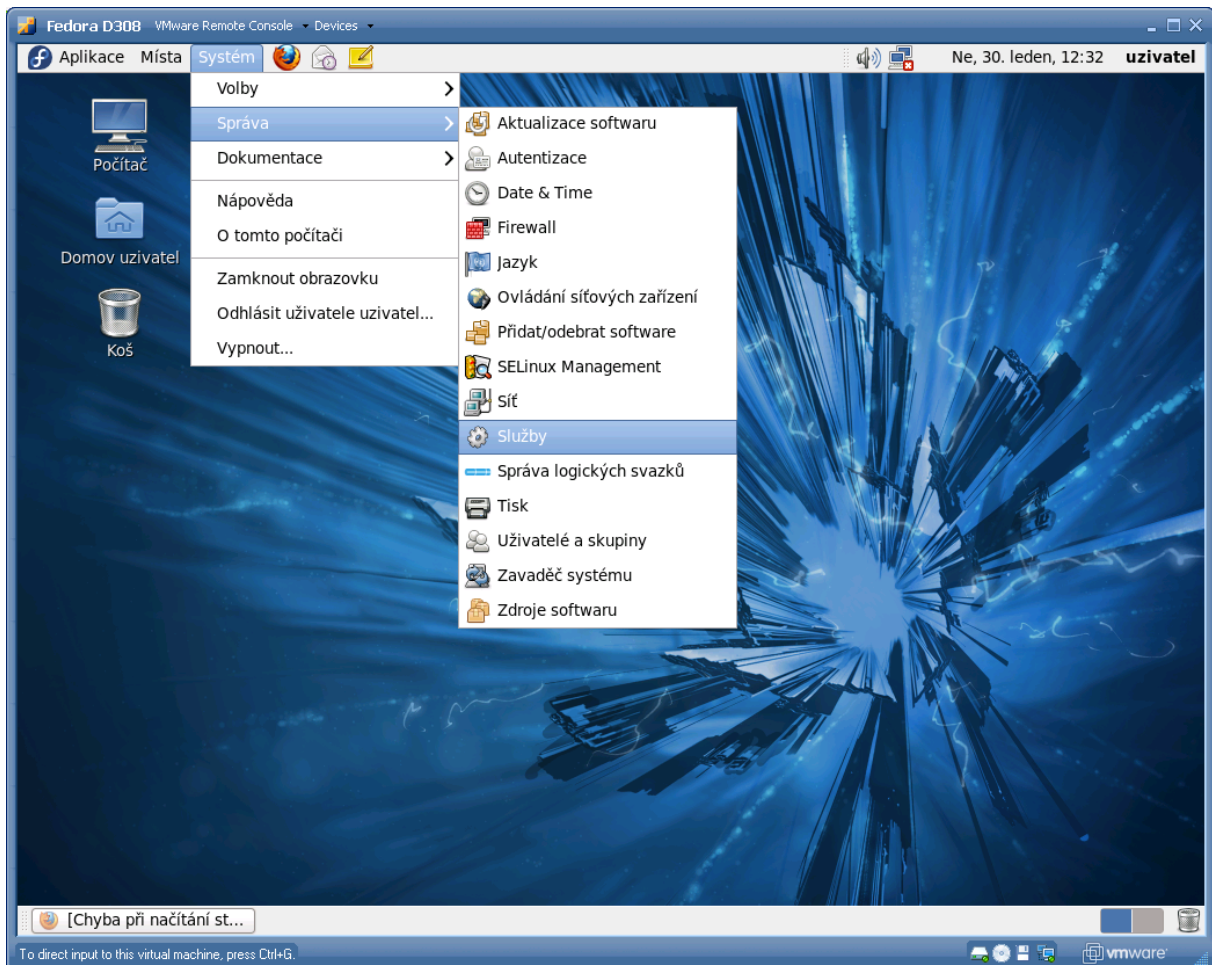 Fedora D308 VMware Remote Console Devices
Aplikace Místa Systém Ne, 30. leden, 12:32 uzivatel
Volby
Správa
Dokumentace
Nápověda
O tomto počítači
Zamknout obrazovku
Odhlásit uživatele uzivatel...
Vypnout...
Aktualizace softwaru
Autentizace
Date & Time
Firewall
Jazyk
Ovládání síťových zařízení
Přidat/odebrat software
SELinux Management
Síť
Služby
Správa logických svazků
Tisk
Uživatelé a skupiny
Zavaděč systému
Zdroje softwaru
Počítač
Domov uzivatel
Koš
[Chyba při načítání st...
To direct input to this virtual machine, press Ctrl+G.
vmware